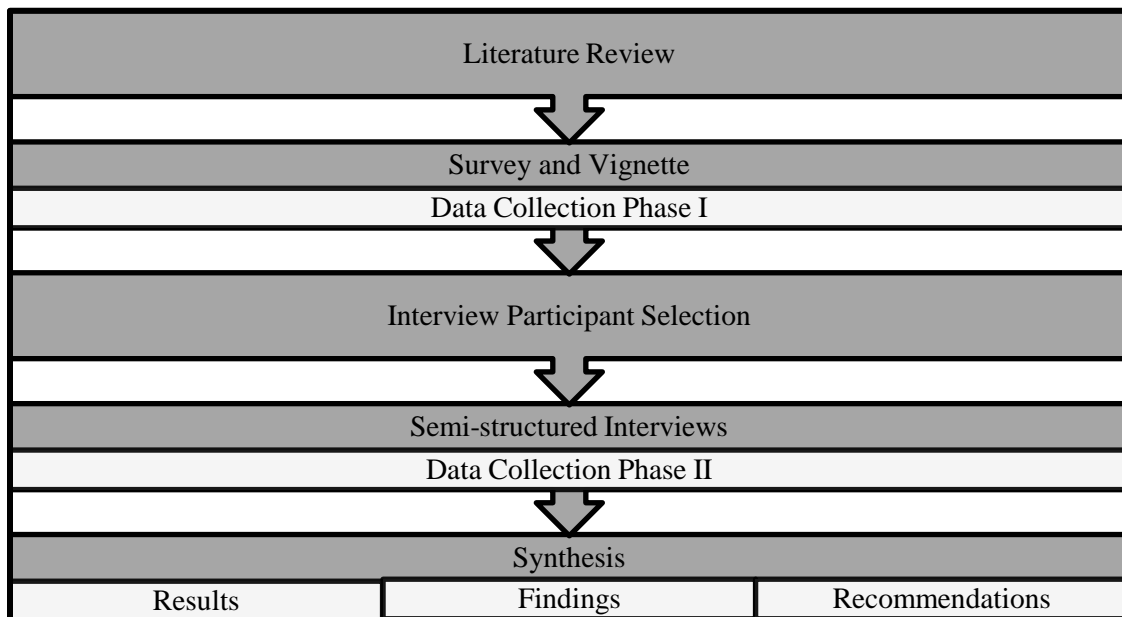 Literature Review
Survey and Vignette
Data Collection Phase I
Interview Participant Selection
Semi-structured Interviews
Data Collection Phase II
Synthesis
Results
Findings
Recommendations